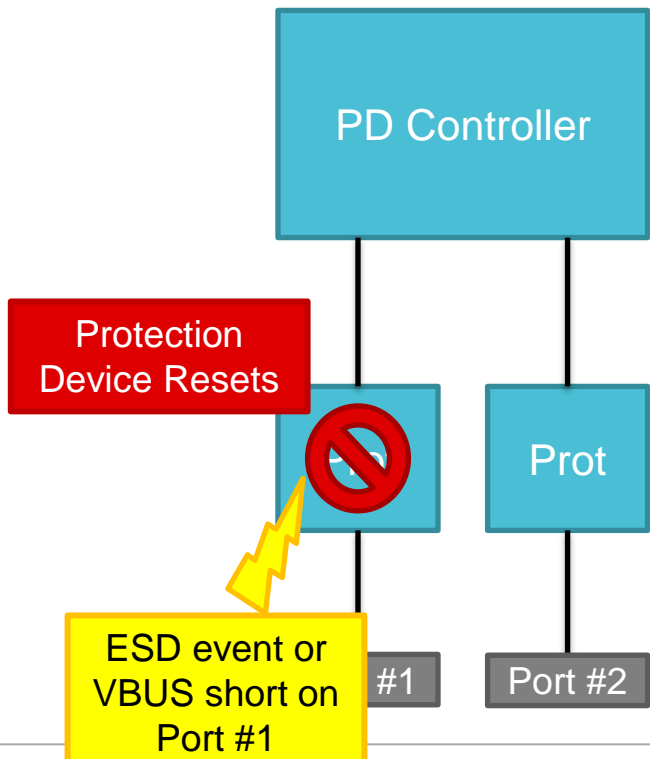 PD Controller
Protection
Device Resets
Prot
ESD event or
VBUS short on
Port #1
#1
Port #2